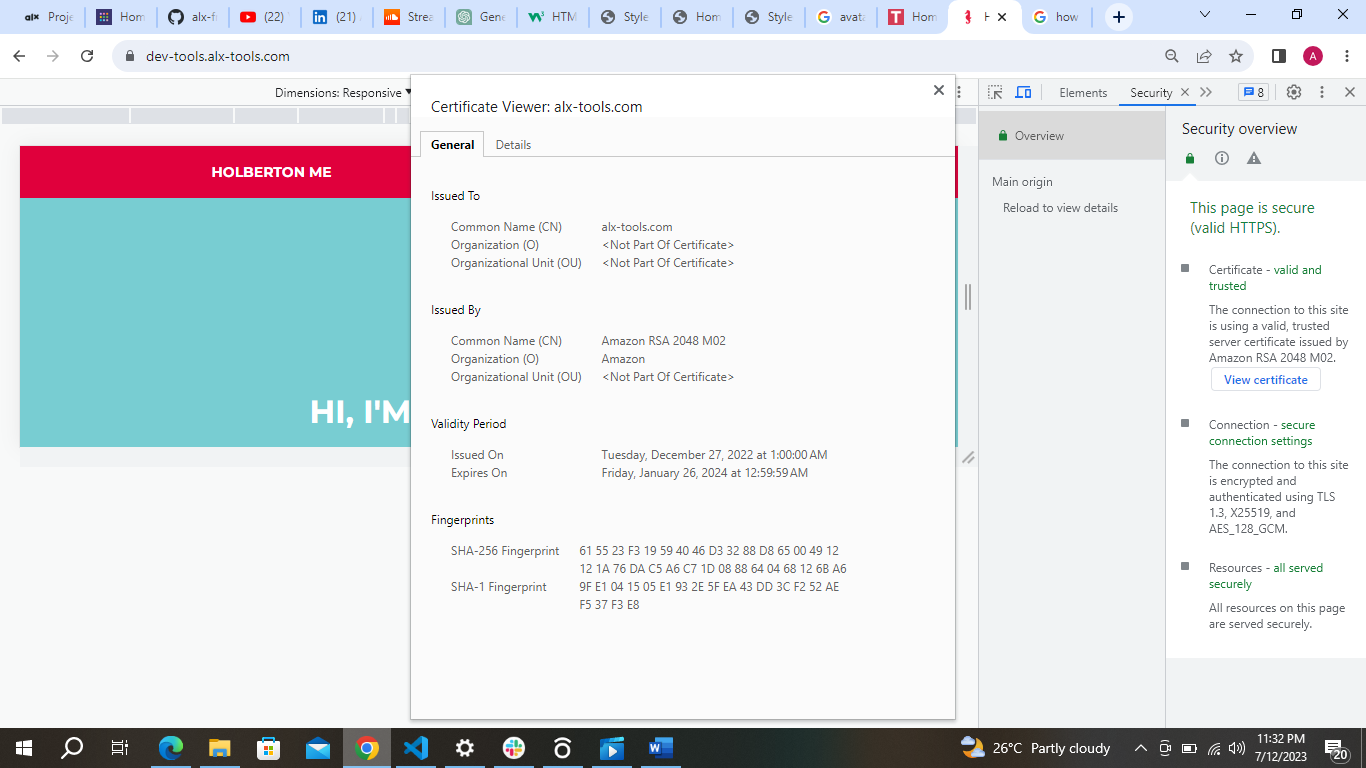 alx Proje
Hom
alx-f
(22)
(21)
Strea
Gene
HTM
Style
Hom
Style
avata
Hom
H
how
dev-tools.alx-tools.com
A
Dimensions: Responsive
Elements
Security
8
Certificate Viewer: alx-tools.com
General
Details
Issued To
Common Name (CN) alx-tools.com
Organization (O) <Not Part Of Certificate>
Organizational Unit (OU) <Not Part Of Certificate>
Issued By
Common Name (CN) Amazon RSA 2048 M02
Organization (O) Amazon
Organizational Unit (OU) <Not Part Of Certificate>
Validity Period
Issued On Tuesday, December 27, 2022 at 1:00:00 AM
Expires On Friday, January 26, 2024 at 12:59:59 AM
Fingerprints
SHA-256 Fingerprint 61 55 23 F3 19 59 40 46 D3 32 88 D8 65 00 49 12
12 1A 76 DA C5 A6 C7 1D 08 88 64 04 68 12 6B A6
SHA-1 Fingerprint 9F E1 04 15 05 E1 93 2E 5F EA 43 DD 3C F2 52 AE
F5 37 F3 E8
HOLBERTON ME
HI, I'M
Overview
Main origin
Reload to view details
Security overview
This page is secure
(valid HTTPS).
Certificate - valid and
trusted
The connection to this site
is using a valid, trusted
server certificate issued by
Amazon RSA 2048 M02.
View certificate
Connection - secure
connection settings
The connection to this site
is encrypted and
authenticated using TLS
1.3, X25519, and
AES_128_GCM.
Resources - all served
securely
All resources on this page
are served securely.
26°C Partly cloudy
11:32 PM
7/12/2023
20